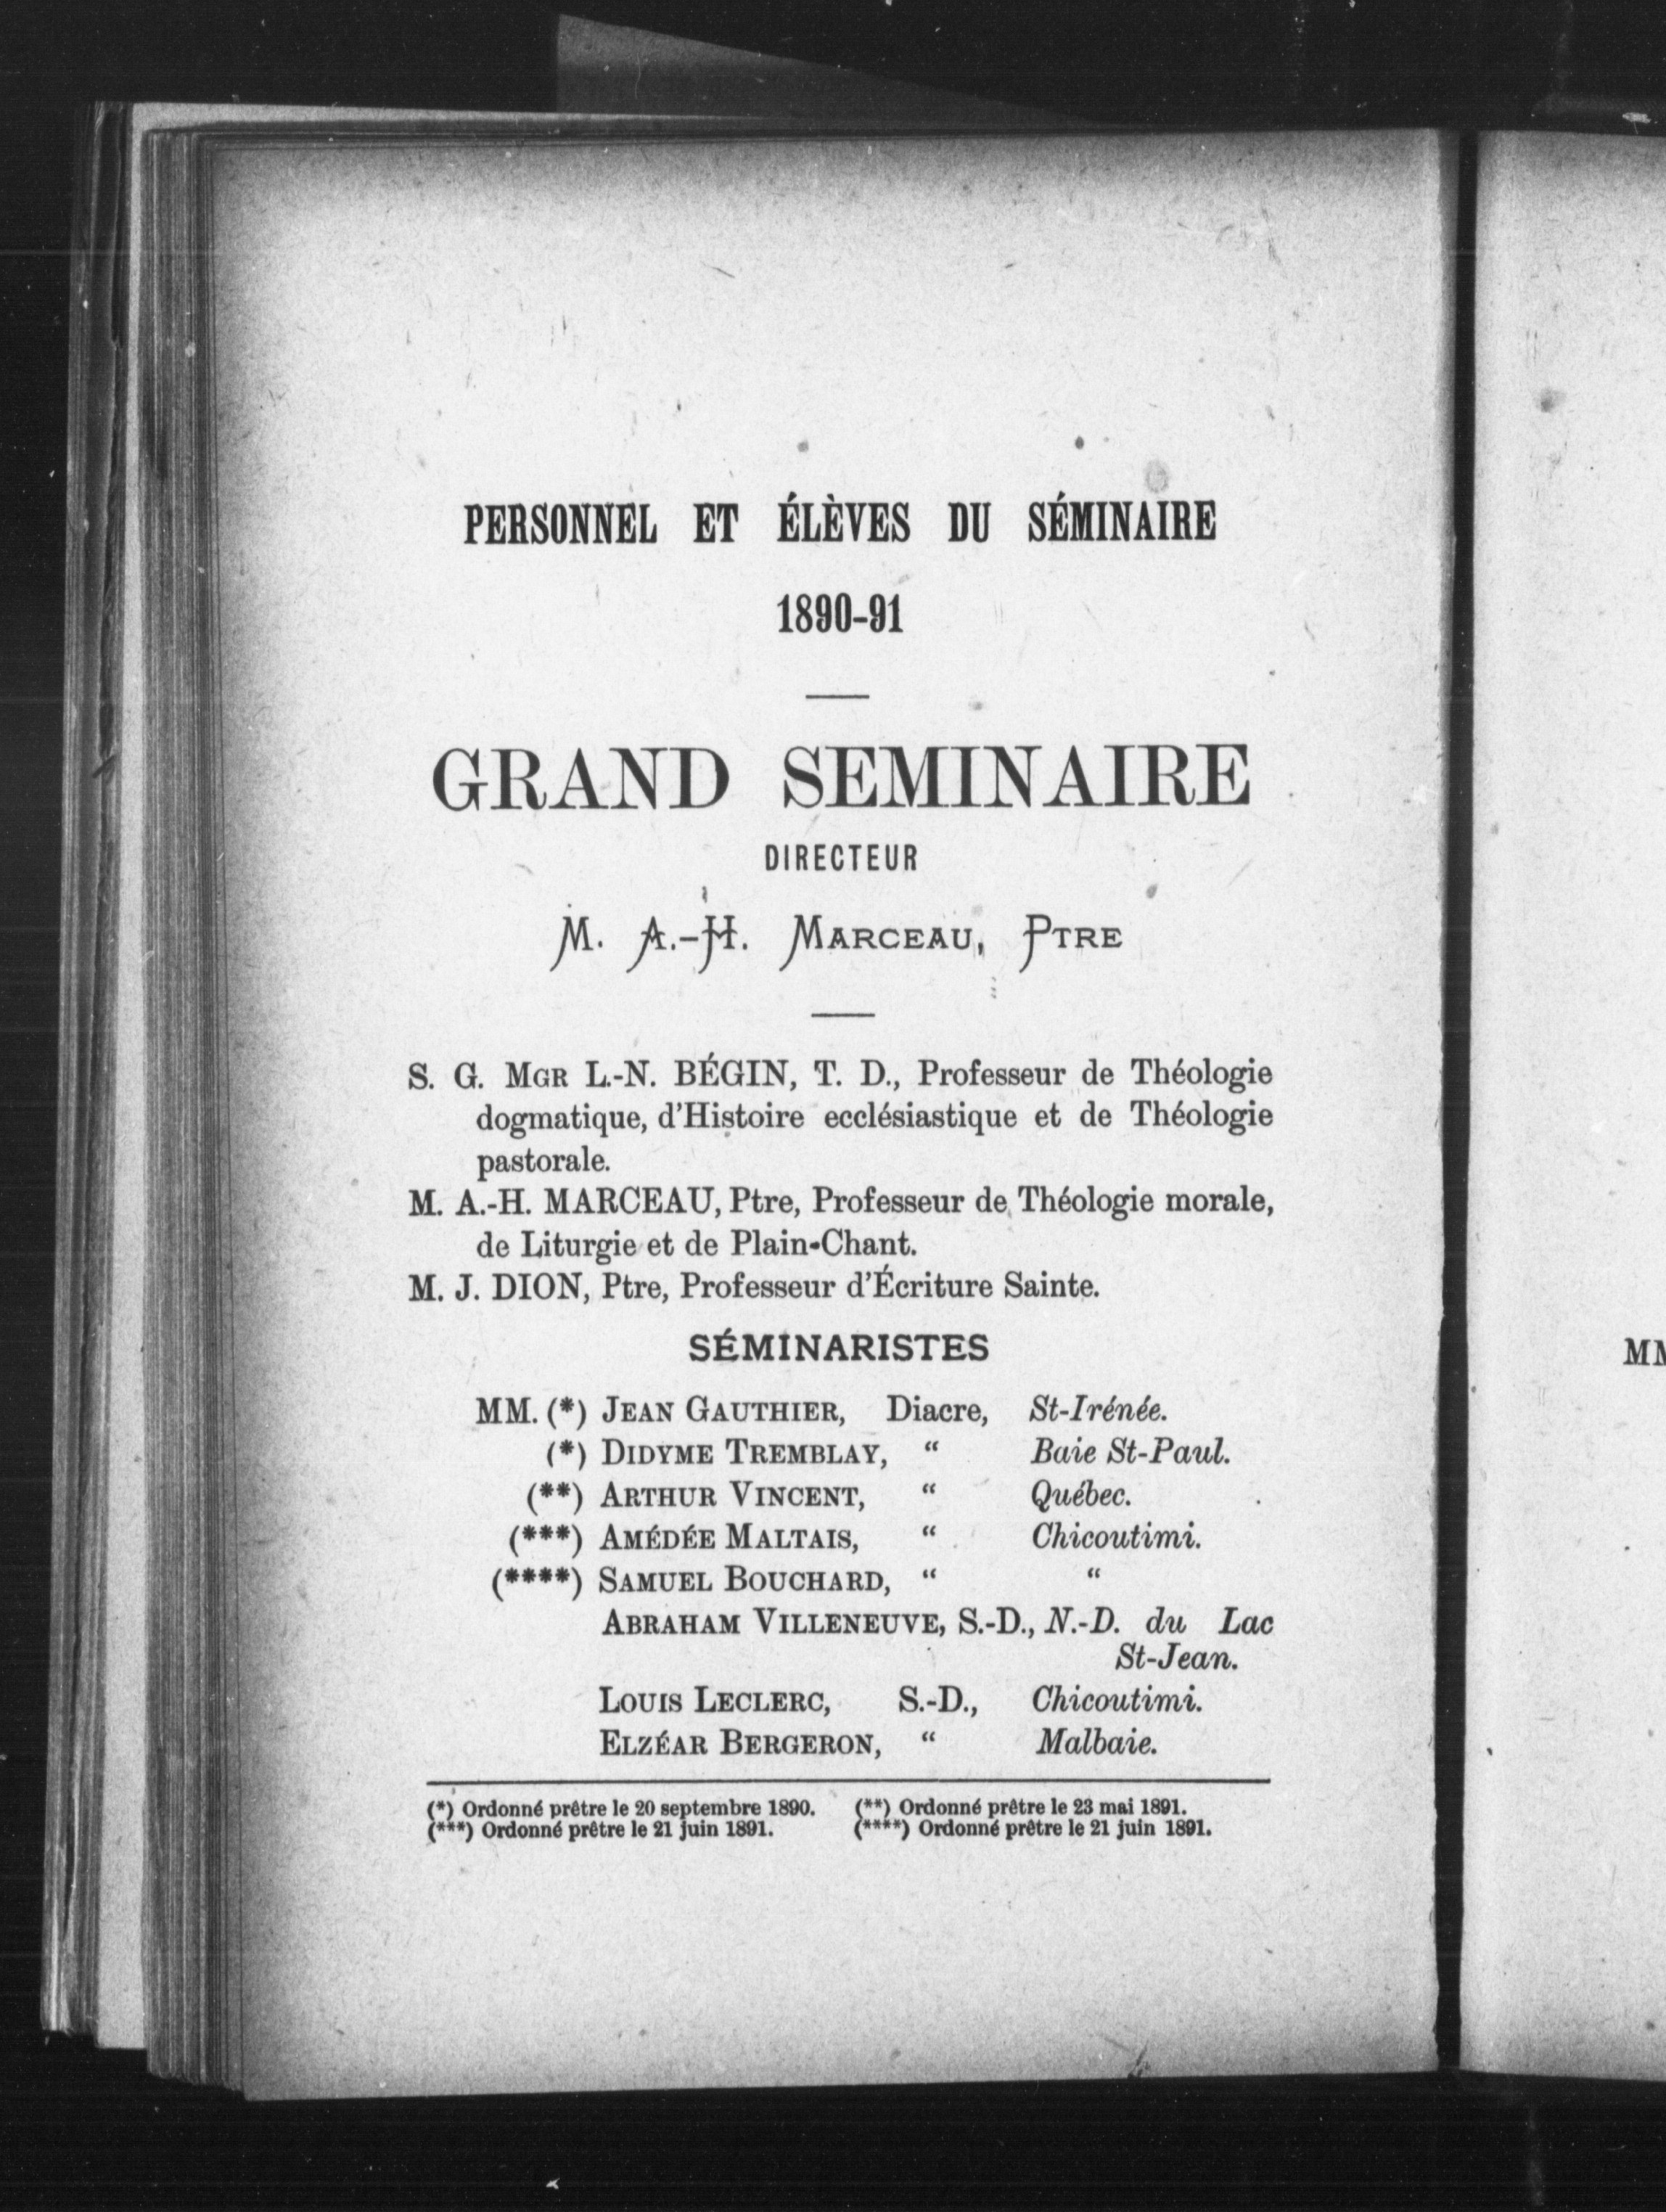 PERSONNEL ET ÉLÈVES DU SÉMINAIRE
1890-91
GRAND SEMINAIRE
DIRECTEUR
M. A.-H. MARCEAU, PTRE
S. G. MGR L.-N. BÉGIN, T. D., Professeur de Théologie
dogmatique, d'Histoire ecclésiastique et de Théologie
pastorale.
M. A.-H. MARCEAU, Ptre, Professeur de Théologie morale,
de Liturgie et de Plain-Chant.
M. J. DION, Ptre, Professeur d'Écriture Sainte.
SÉMINARISTES
MM. (*) JEAN GAUTHIER, Diacre, St-Irénée.
(*) DIDYME TREMBLAY, “ Baie St-Paul.
(**) ARTHUR VINCENT, “ Québec.
(***) AMÉDÉE MALTAIS, “ Chicoutimi.
(****) SAMUEL BOUCHARD, “ “
ABRAHAM VILLENEUVE, S.-D., N.-D. du Lac
St-Jean.
LOUIS LECLERC, S.-D., Chicoutimi.
ELZÉAR BERGERON, “ Malbaie.
(*) Ordonné prêtre le 20 septembre 1890. (**) Ordonné prêtre le 23 mai 1891.
(***) Ordonné prêtre le 21 juin 1891. (****) Ordonné prêtre le 21 juin 1891.